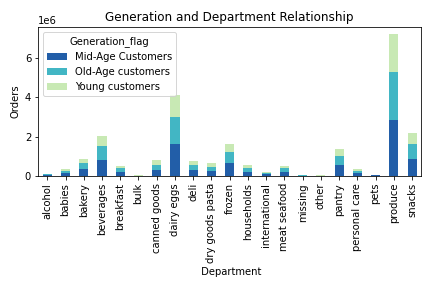 Generation and Department Relationship
1e6
Generation_flag
Mid-Age Customers
Old-Age customers
Young customers
Orders
6
4
2
0
alcohol
babies
bakery
beverages
breakfast
bulk
canned goods
dairy eggs
deli
dry goods pasta
frozen
households
international
meat seafood
missing
other
pantry
personal care
pets
produce
snacks
Department